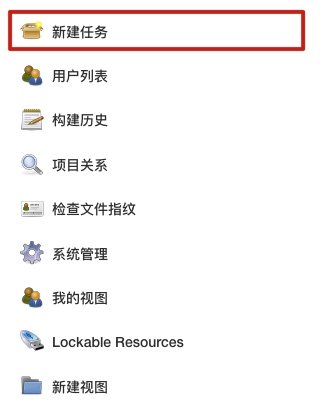 新建任务
用户列表
构建历史
项目关系
检查文件指纹
系统管理
我的视图
Lockable Resources
新建视图